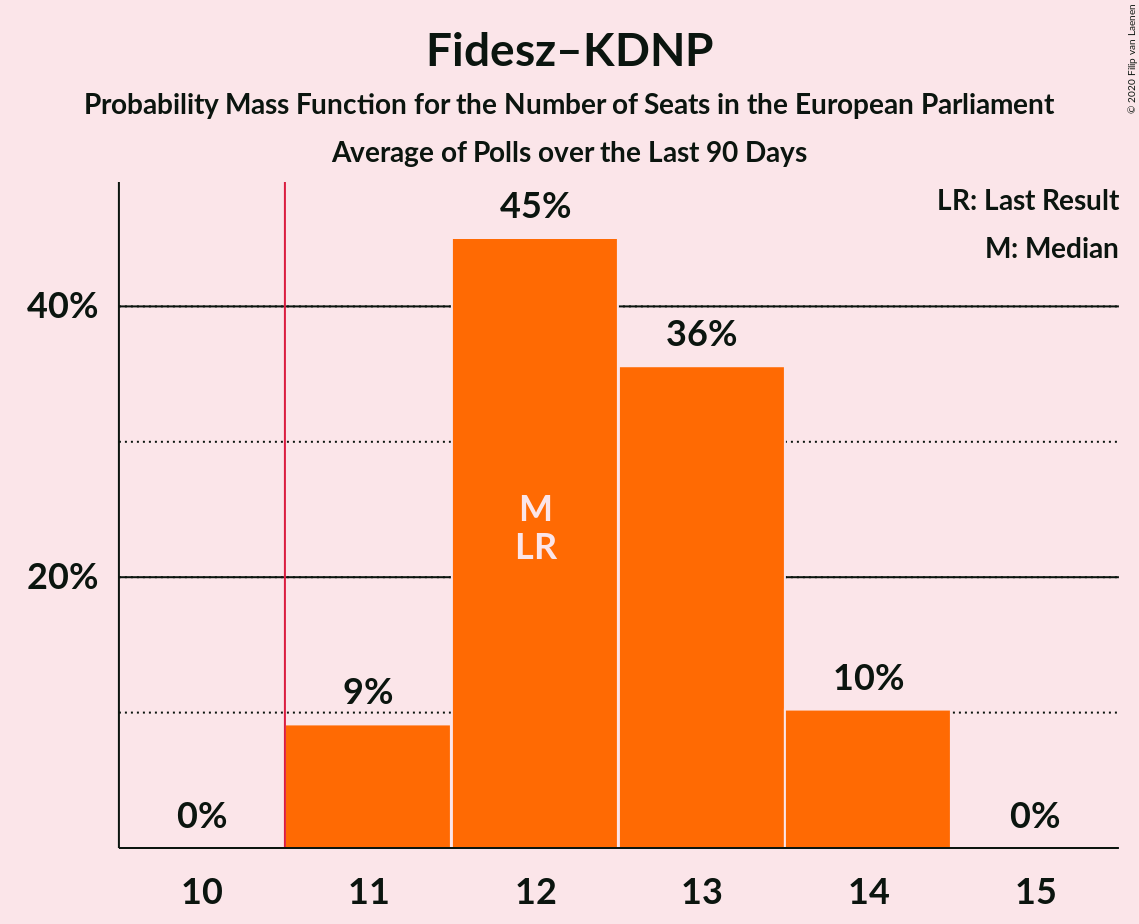 Fidesz–KDNP
Probability Mass Function for the Number of Seats in the European Parliament
Average of Polls over the Last 90 Days
© 2020 Filip van Laenen
LR: Last Result
M: Median
45%
40%
36%
M
LR
20%
9%
10%
0%
0%
10
11
12
13
14
15